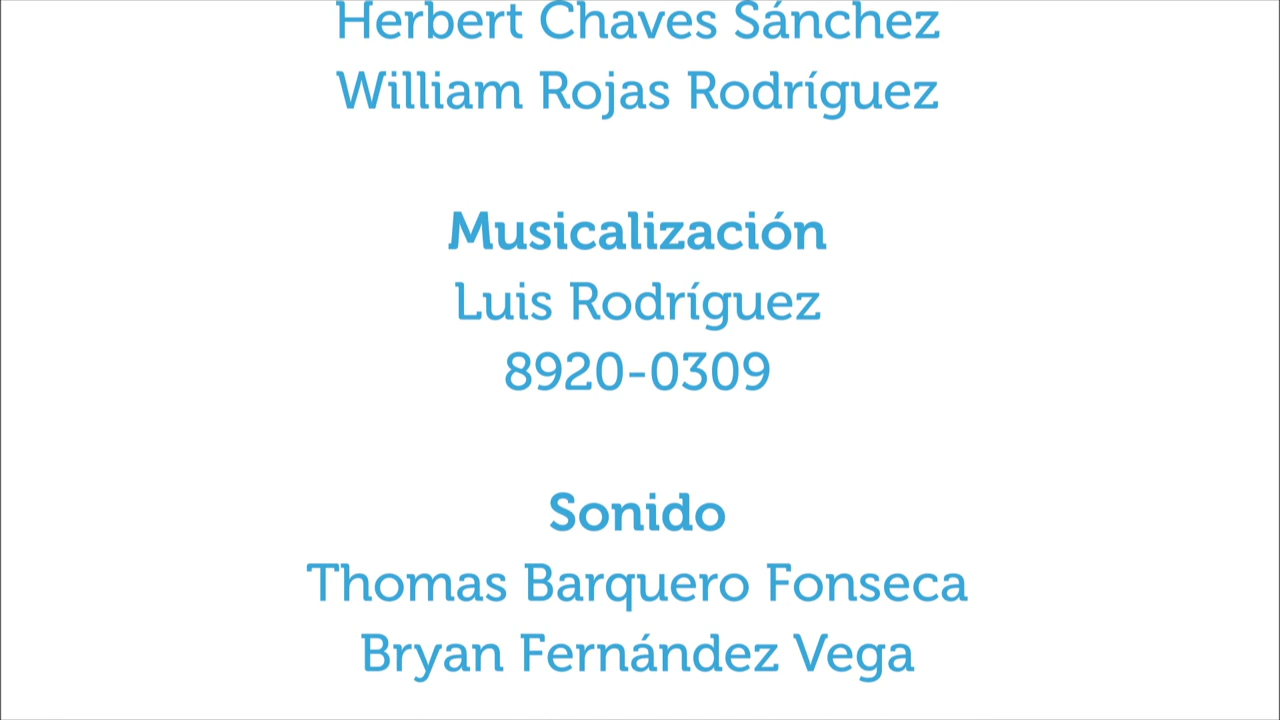 Herbert Chaves Sánchez
William Rojas Rodríguez
Musicalización
Luis Rodríguez
8920-0309
Sonido
Thomas Barquero Fonseca
Bryan Fernández Vega